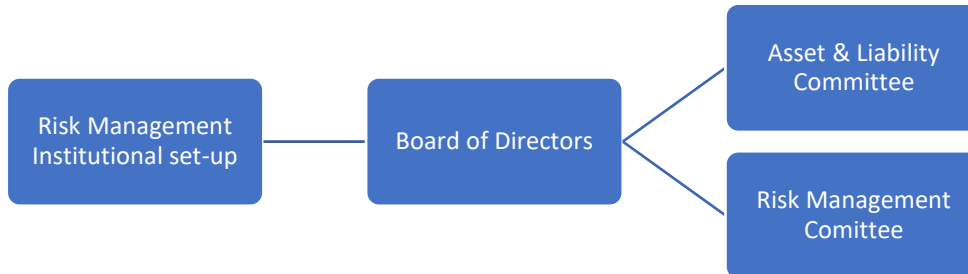 Risk Management
Institutional set-up
Board of Directors
Asset & Liability
Committee
Risk Management
Comittee